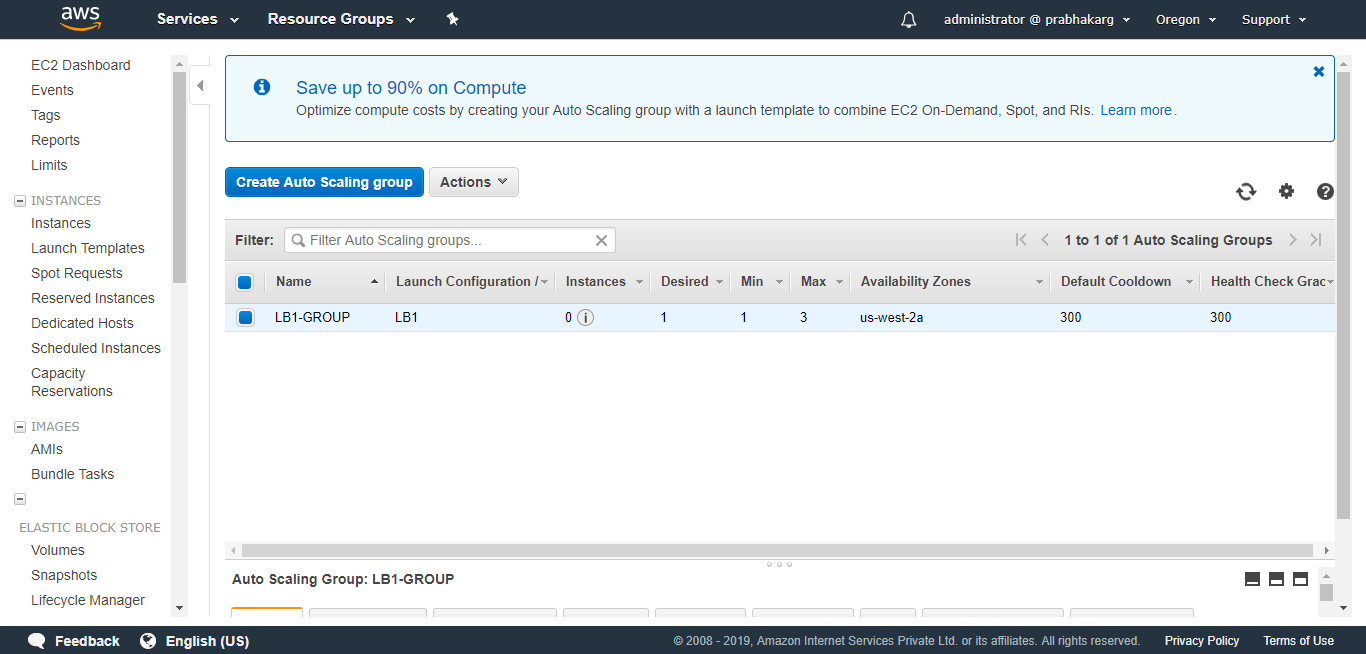 aws Services Resource Groups administrator @ prabhakarg Oregon Support
EC2 Dashboard
Events
Tags
Reports
Limits
INSTANCES
Instances
Launch Templates
Spot Requests
Reserved Instances
Dedicated Hosts
Scheduled Instances
Capacity
Reservations
IMAGES
AMIs
Bundle Tasks
ELASTIC BLOCK STORE
Volumes
Snapshots
Lifecycle Manager
Save up to 90% on Compute
Optimize compute costs by creating your Auto Scaling group with a launch template to combine EC2 On-Demand, Spot, and RIs. Learn more.
Create Auto Scaling group Actions
Filter: Filter Auto Scaling groups... 1 to 1 of 1 Auto Scaling Groups
Name Launch Configuration / Instances Desired Min Max Availability Zones Default Cooldown Health Check Grac
LB1-GROUP LB1 0 1 1 3 us-west-2a 300 300
Auto Scaling Group: LB1-GROUP
Feedback English (US) © 2008 - 2019, Amazon Internet Services Private Ltd. or its affiliates. All rights reserved. Privacy Policy Terms of Use